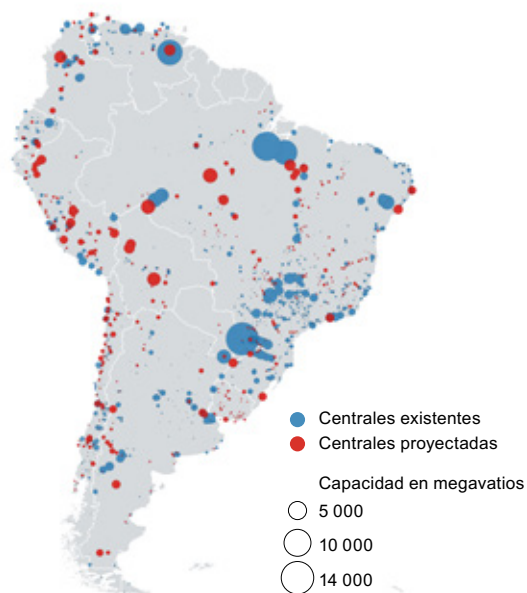 Centrales existentes
Centrales proyectadas
Capacidad en megavatios
5 000
10 000
14 000